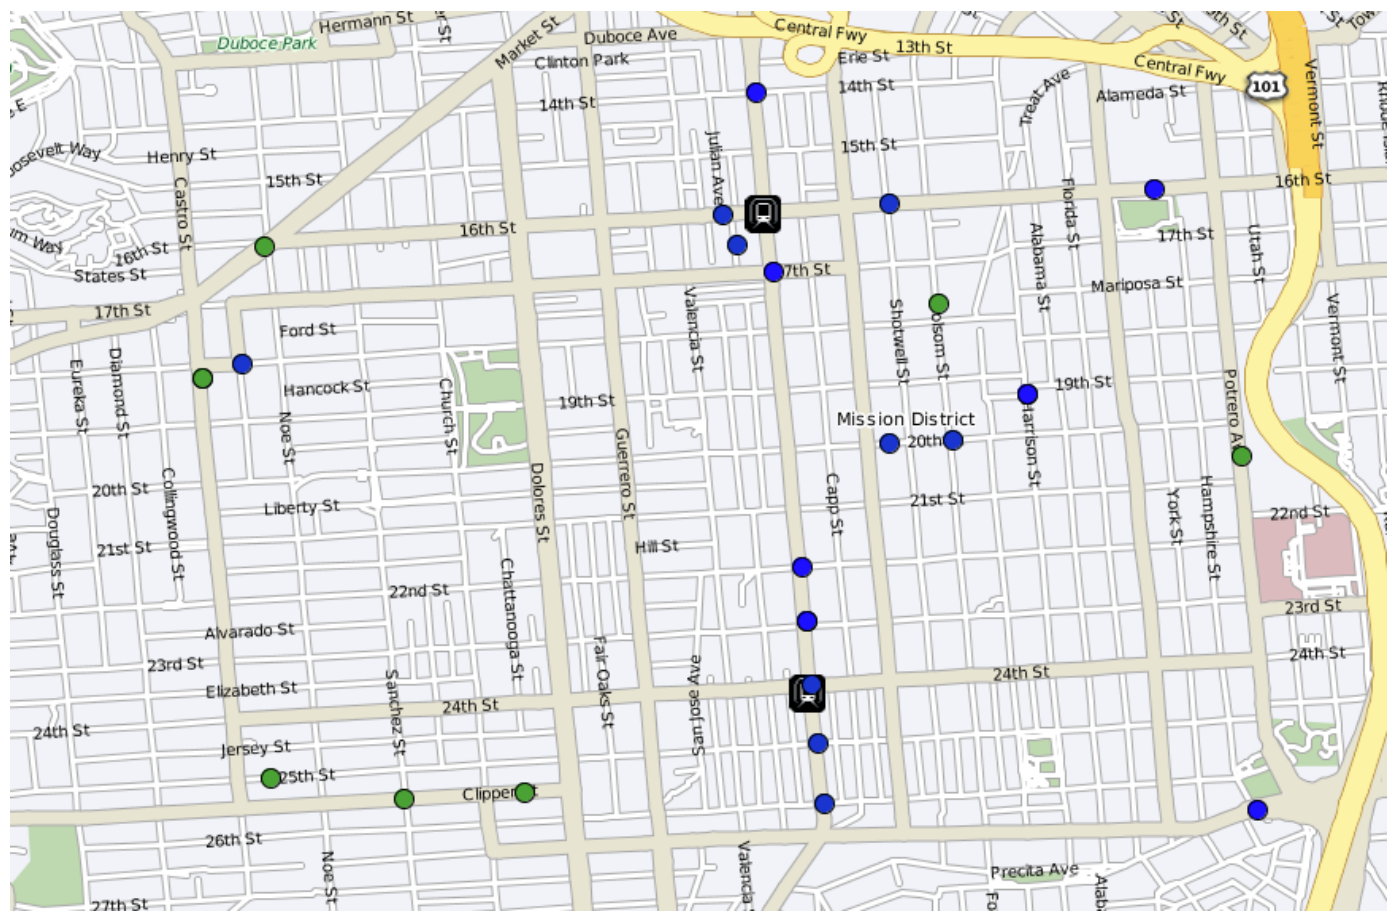 Hermann St
Market St
Duboce Ave
Central Fwy
13th St
Duboce Park
Clinton Park
Erie St
Central Fwy
101
Vermont St
14th St
14th St
Treat Ave
Alameda St
Henry St
Julian Ave
15th St
15th St
Castro St
16th St
Florida St
16th St
16th St
17th St
States St
Utah St
Alabama St
7th St
Mariposa St
17th St
Ford St
Valencia St
Shotwell St
Vermont St
Eureka St
Diamond St
Hancock St
Church St
19th St
19th St
Potrero Av
Noe St
Mission District
20th
Harrison St
Guerrero St
Dolores St
20th St
Collingwood St
Liberty St
Capp St
21st St
York St
Hampshire St
22nd St
Douglass St
21st St
Hill St
Chattanooga St
22nd St
23rd St
Alvarado St
23rd St
Fair Oaks St
San Jose Ave
24th St
24th St
Elizabeth St
Sanchez St
24th St
24th St
Jersey St
25th St
Clipper
26th St
Noe St
Valencia
Precita Ave
27th St